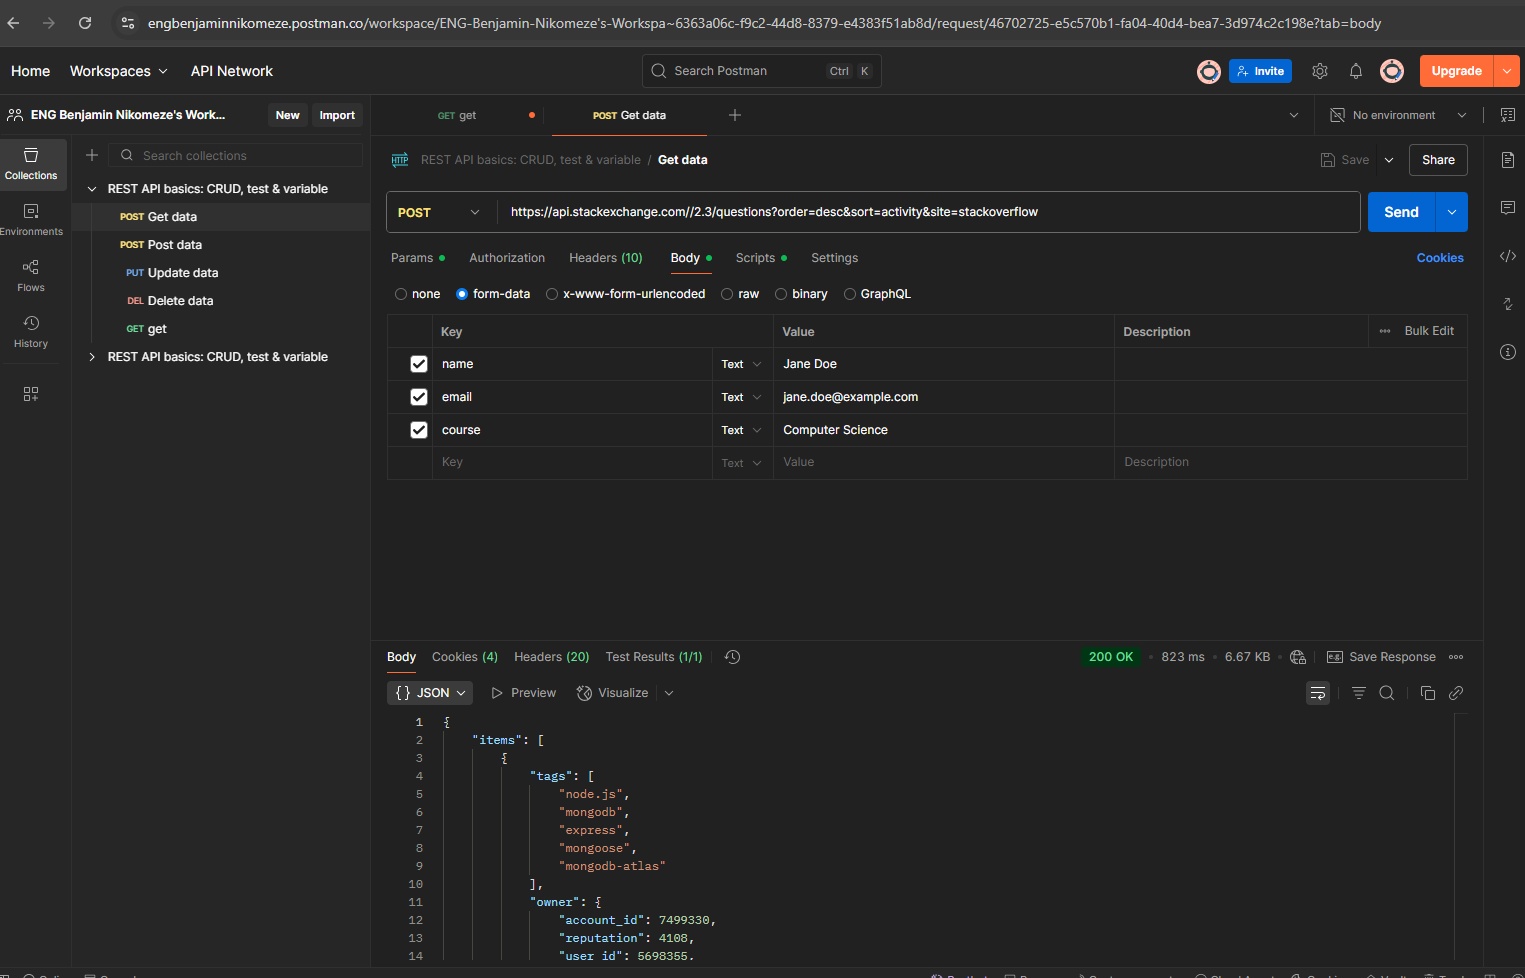 engbenjaminnikomeze.postman.co/workspace/ENG-Benjamin-Nikomeze's-Workspa~6363a06c-f9c2-44d8-8379-e4383f51ab8d/request/46702725-e5c570b1-fa04-40d4-bea7-3d974c2c198e?tab=body
Home Workspaces API Network Search Postman Ctrl K Invite Upgrade
ENG Benjamin Nikomeze's Work... New Import GET get POST Get data No environment
Search collections REST API basics: CRUD, test & variable / Get data Save Share
Collections
Environments
Flows
History
REST API basics: CRUD, test & variable
POST Get data
POST Post data
PUT Update data
DEL Delete data
GET get
REST API basics: CRUD, test & variable
HTTP
POST https://api.stackexchange.com//2.3/questions?order=desc&sort=activity&site=stackoverflow Send
Params Authorization Headers (10) Body Scripts Settings Cookies
none form-data x-www-form-urlencoded raw binary GraphQL
Key Value Description Bulk Edit
name Text Jane Doe
email Text jane.doe@example.com
course Text Computer Science
Key Text Value Description
Body Cookies (4) Headers (20) Test Results (1/1) 200 OK 823 ms 6.67 KB e.g. Save Response
{} JSON Preview Visualize
1 {
2 "items": [
3 {
4 "tags": [
5 "node.js",
6 "mongodb",
7 "express",
8 "mongoose",
9 "mongodb-atlas"
10 ],
11 "owner": {
12 "account_id": 7499330,
13 "reputation": 4108,
14 "user_id": 5698355,